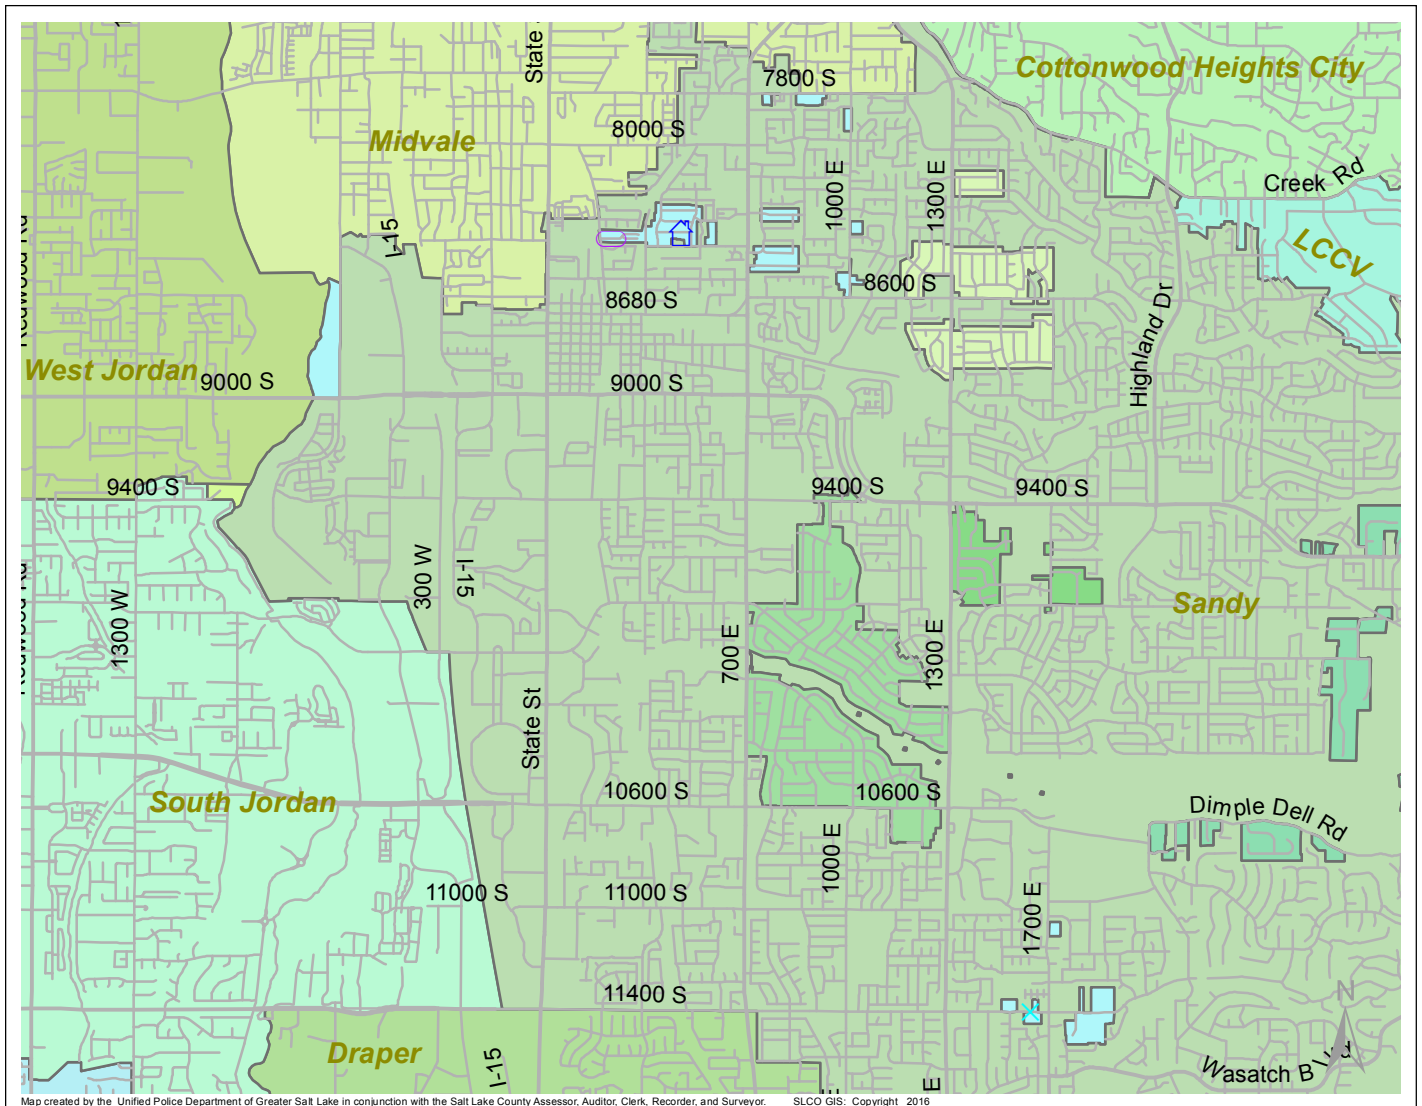 State
7800 S
Cottonwood Heights City
8000 S
Midvale
1000 E
1300 E
Creek Rd
I-15
LCCV
8600 S
8680 S
Highland Dr
West Jordan
9000 S
9000 S
9400 S
9400 S
9400 S
300 W
I-15
1300 W
Sandy
700 E
1300 E
State St
10600 S
10600 S
South Jordan
Dimple Dell Rd
1000 E
11000 S
11000 S
1700 E
11400 S
N
Draper
I-15
Wasatch Blvd
E
Map created by the Unified Police Department of Greater Salt Lake in conjunction with the Salt Lake County Assessor, Auditor, Clerk, Recorder, and Surveyor. SLCO GIS: Copyright 2016